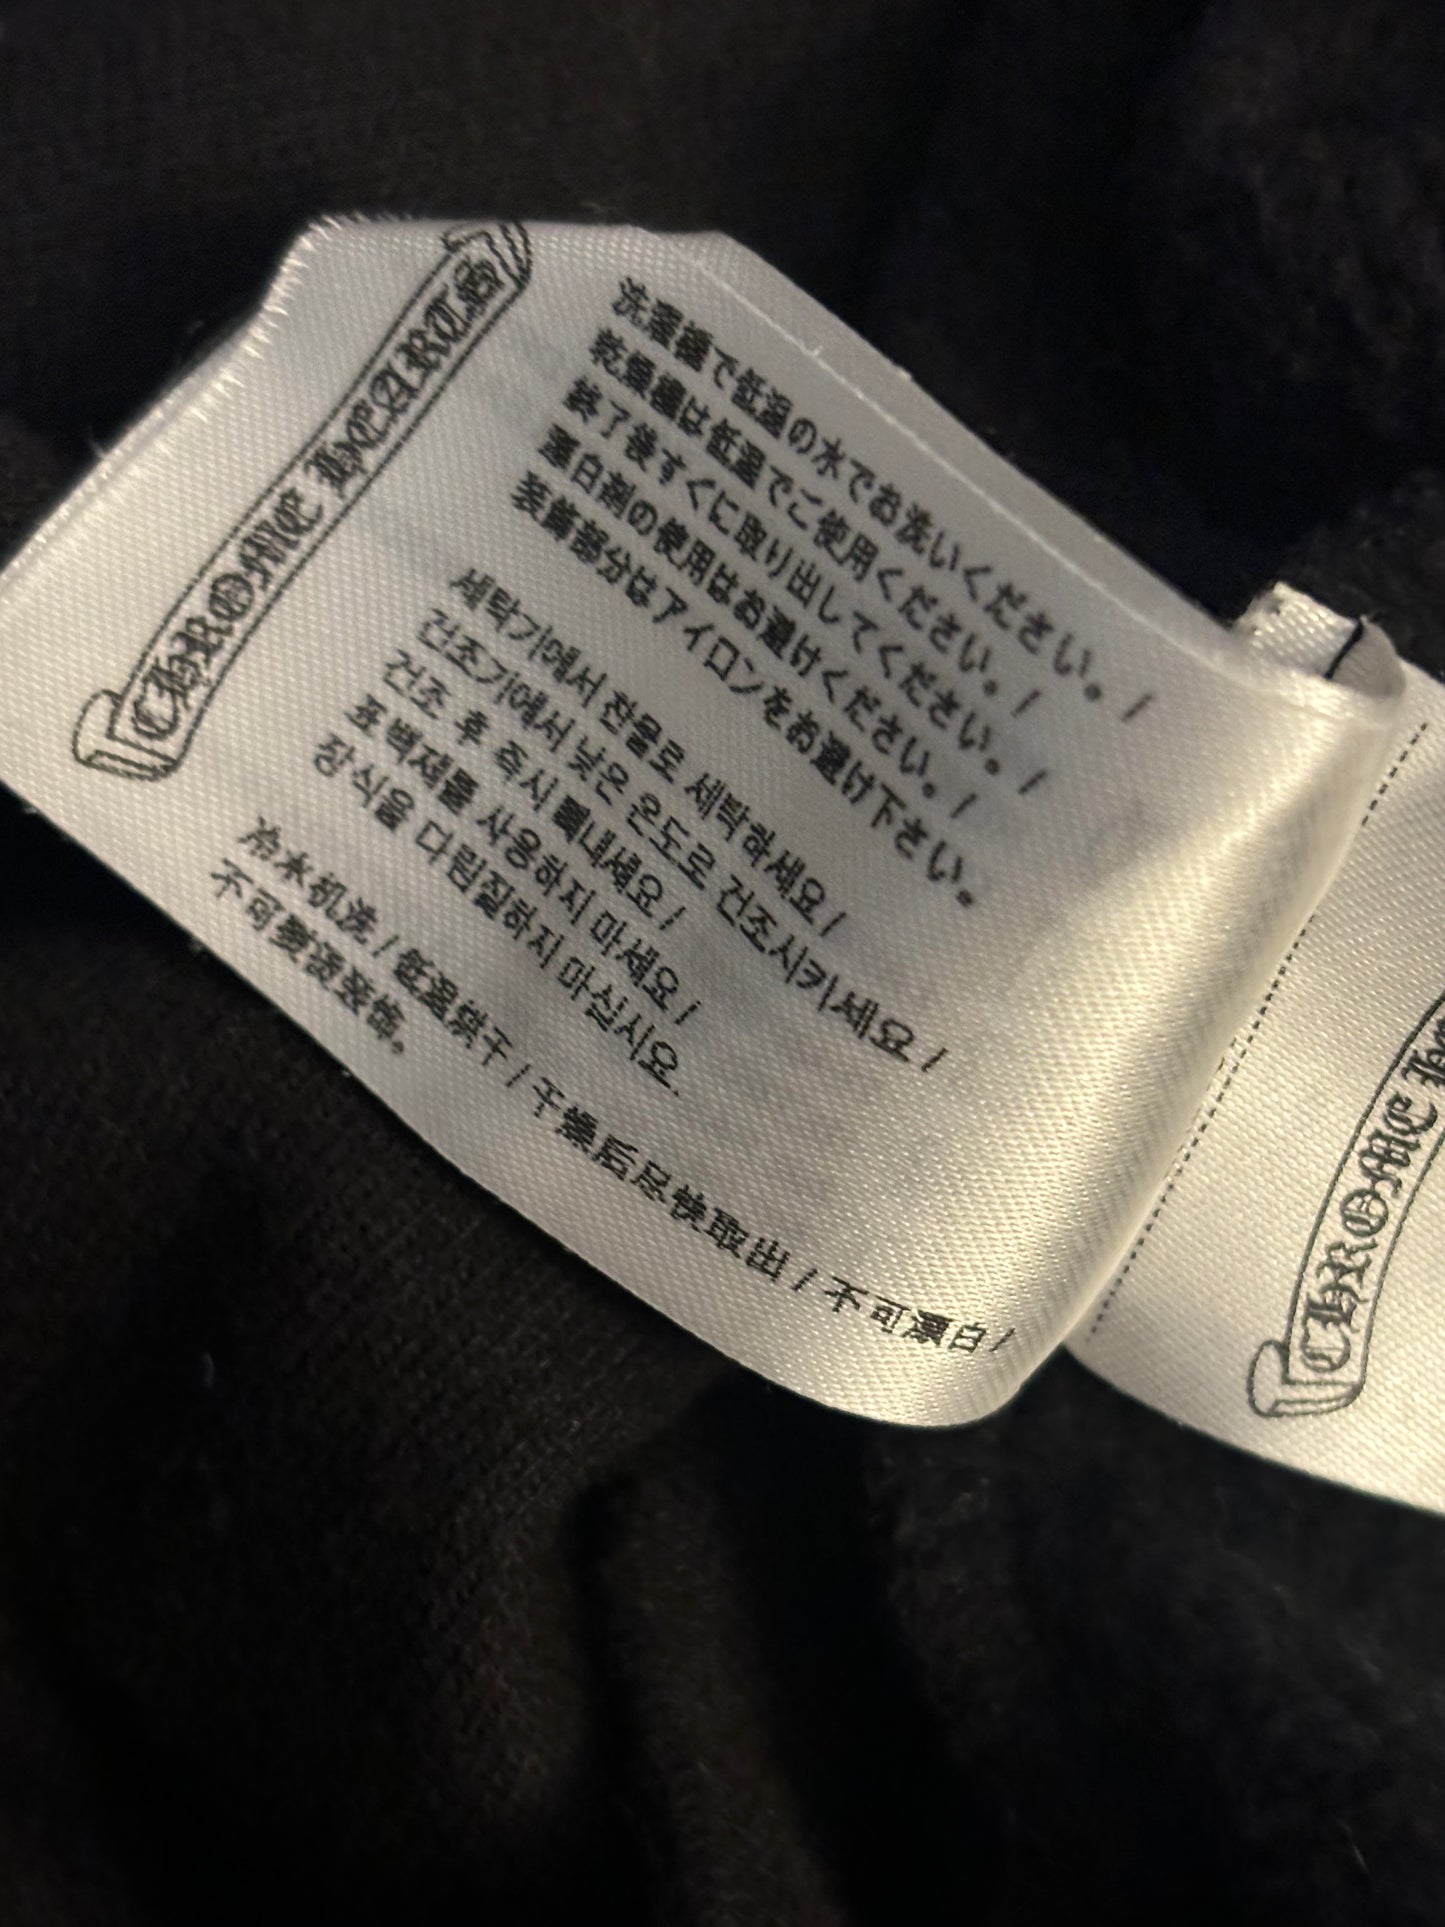 CHROME HEARTS
洗濯機で低温の水でお洗いください。/
乾燥機は低温でご使用ください。/
終了後すぐに取り出してください。/
漂白剤の使用はお避けください。/
装飾部分はアイロンをお避け下さい。
세탁기에서 찬물로 세탁하세요 /
건조기에서 낮은 온도로 건조시키세요 /
건조 후 즉시 빼내세요 /
표백제를 사용하지 마세요 /
장식을 다림질하지 마십시요.
冷水机洗 / 低温烘干 / 干燥后尽快取出 / 不可漂白 /
不可熨烫装饰。
CHROME